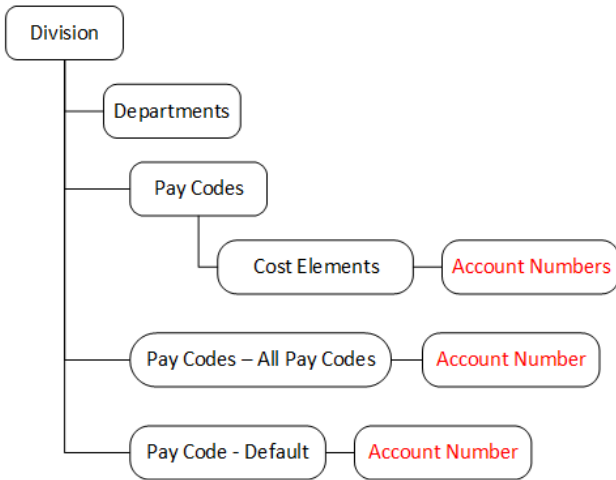 Division
Departments
Pay Codes
Cost Elements
Account Numbers
Pay Codes – All Pay Codes
Account Number
Pay Code - Default
Account Number